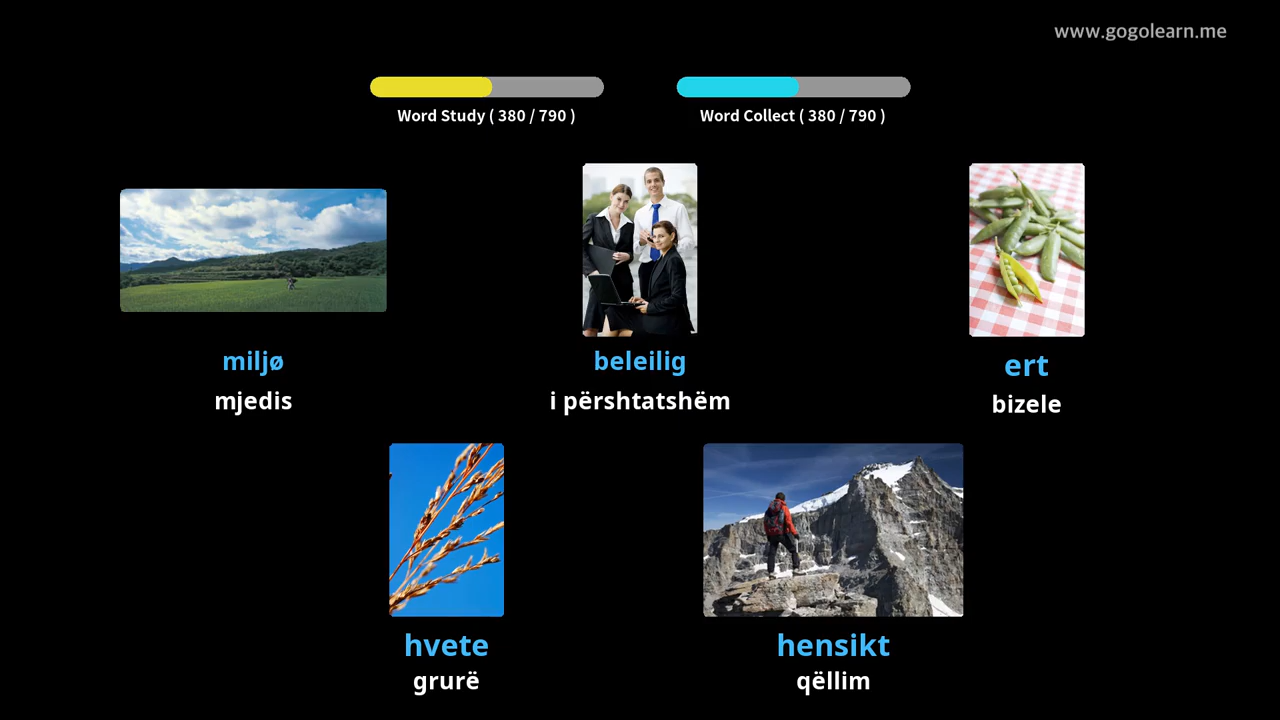 www.gogolearn.me
Word Study ( 380 / 790 )
Word Collect ( 380 / 790 )
miljø
mjedis
beleilig
i përshtatshëm
ert
bizele
hvete
grurë
hensikt
qëllim